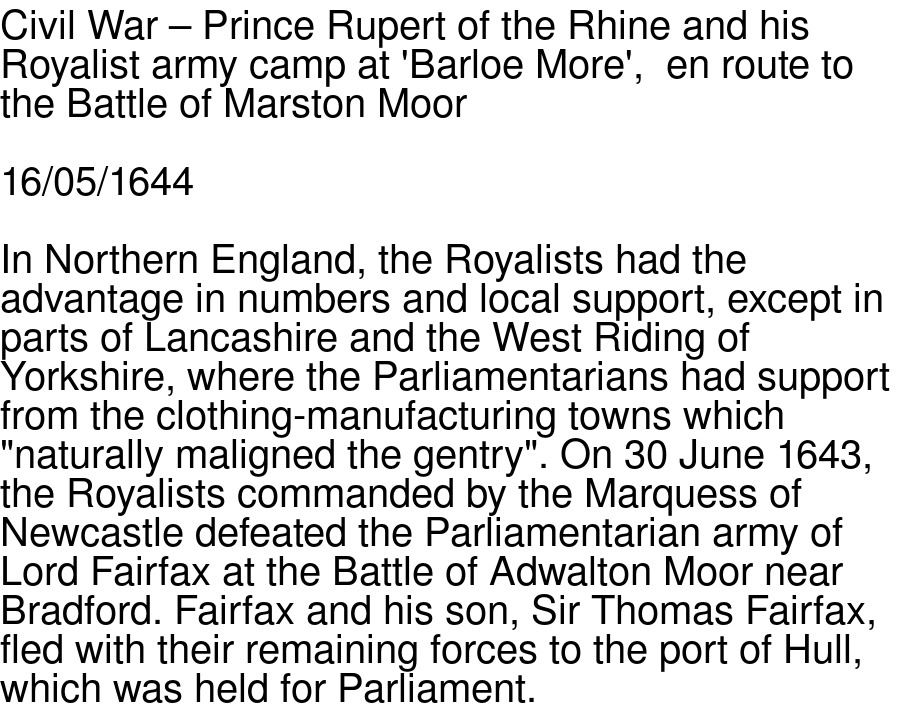 Civil War – Prince Rupert of the Rhine and his
Royalist army camp at 'Barloe More',  en route to
the Battle of Marston Moor
16/05/1644
In Northern England, the Royalists had the
advantage in numbers and local support, except in
parts of Lancashire and the West Riding of
Yorkshire, where the Parliamentarians had support
from the clothing-manufacturing towns which
"naturally maligned the gentry". On 30 June 1643,
the Royalists commanded by the Marquess of
Newcastle defeated the Parliamentarian army of
Lord Fairfax at the Battle of Adwalton Moor near
Bradford. Fairfax and his son, Sir Thomas Fairfax,
fled with their remaining forces to the port of Hull,
which was held for Parliament.